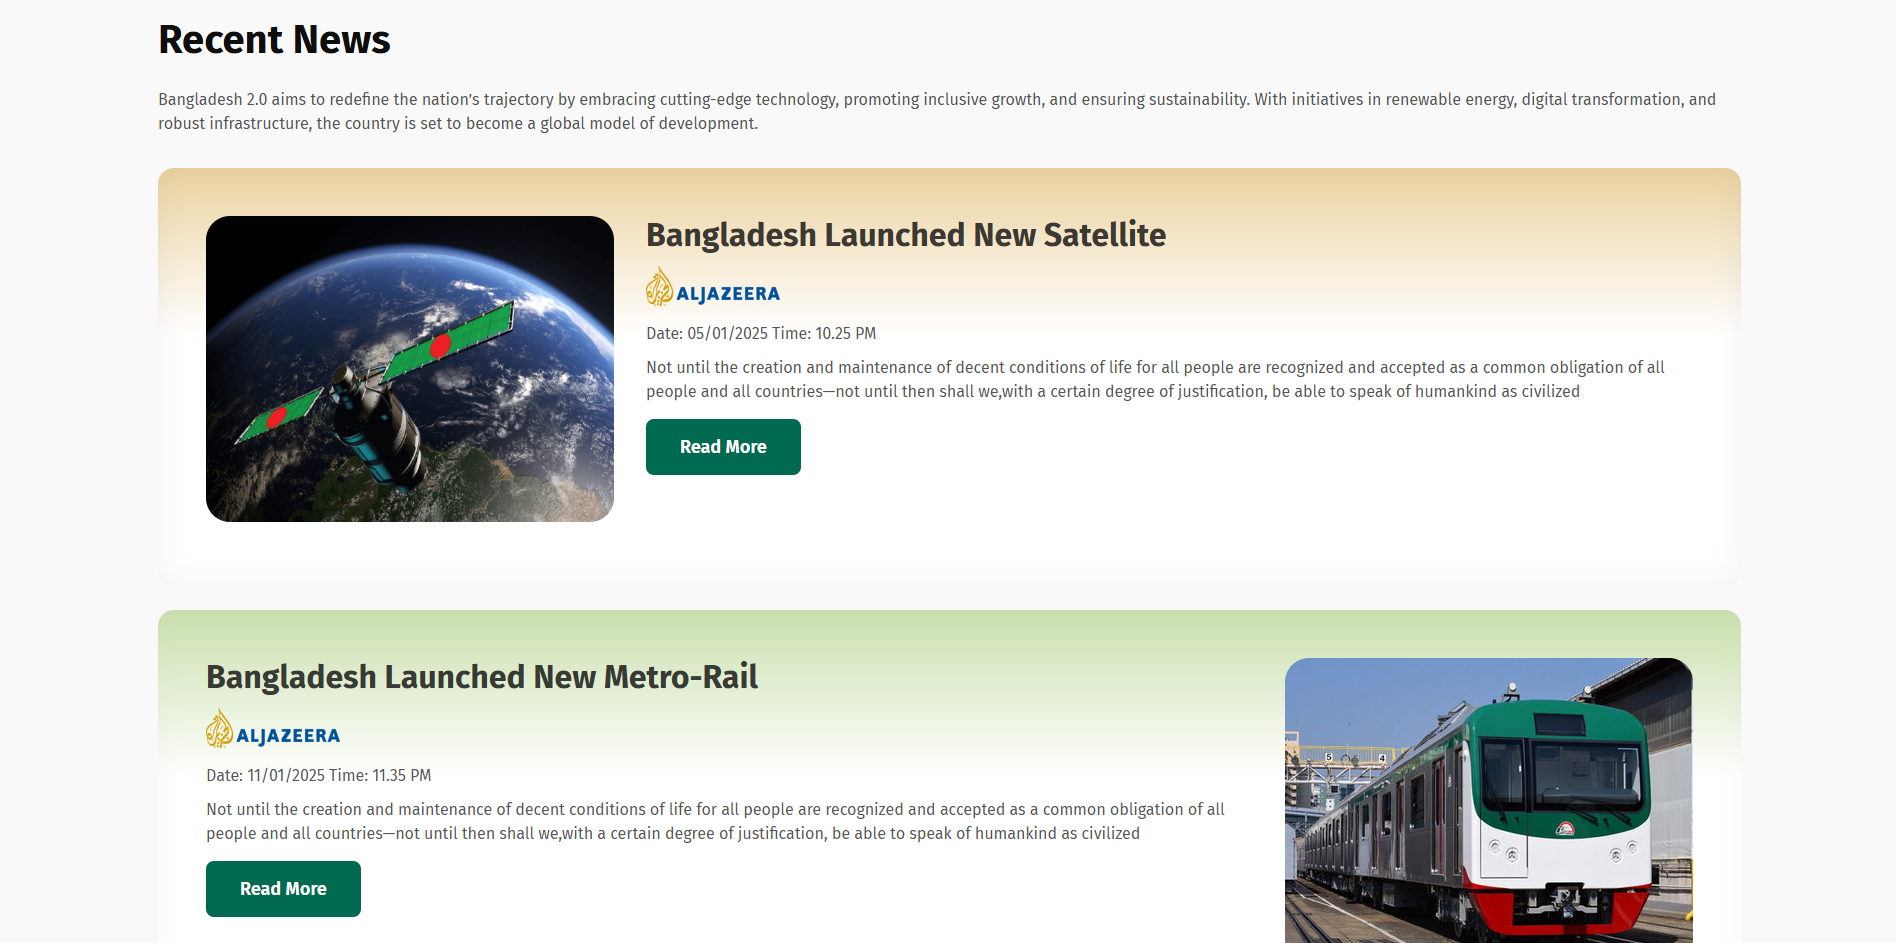 Recent News
Bangladesh 2.0 aims to redefine the nation's trajectory by embracing cutting-edge technology, promoting inclusive growth, and ensuring sustainability. With initiatives in renewable energy, digital transformation, and
robust infrastructure, the country is set to become a global model of development.
Bangladesh Launched New Satellite
ALJAZEERA
Date: 05/01/2025 Time: 10.25 PM
Not until the creation and maintenance of decent conditions of life for all people are recognized and accepted as a common obligation of all
people and all countries—not until then shall we,with a certain degree of justification, be able to speak of humankind as civilized
Read More
Bangladesh Launched New Metro-Rail
ALJAZEERA
Date: 11/01/2025 Time: 11.35 PM
Not until the creation and maintenance of decent conditions of life for all people are recognized and accepted as a common obligation of all
people and all countries—not until then shall we,with a certain degree of justification, be able to speak of humankind as civilized
Read More
5 4